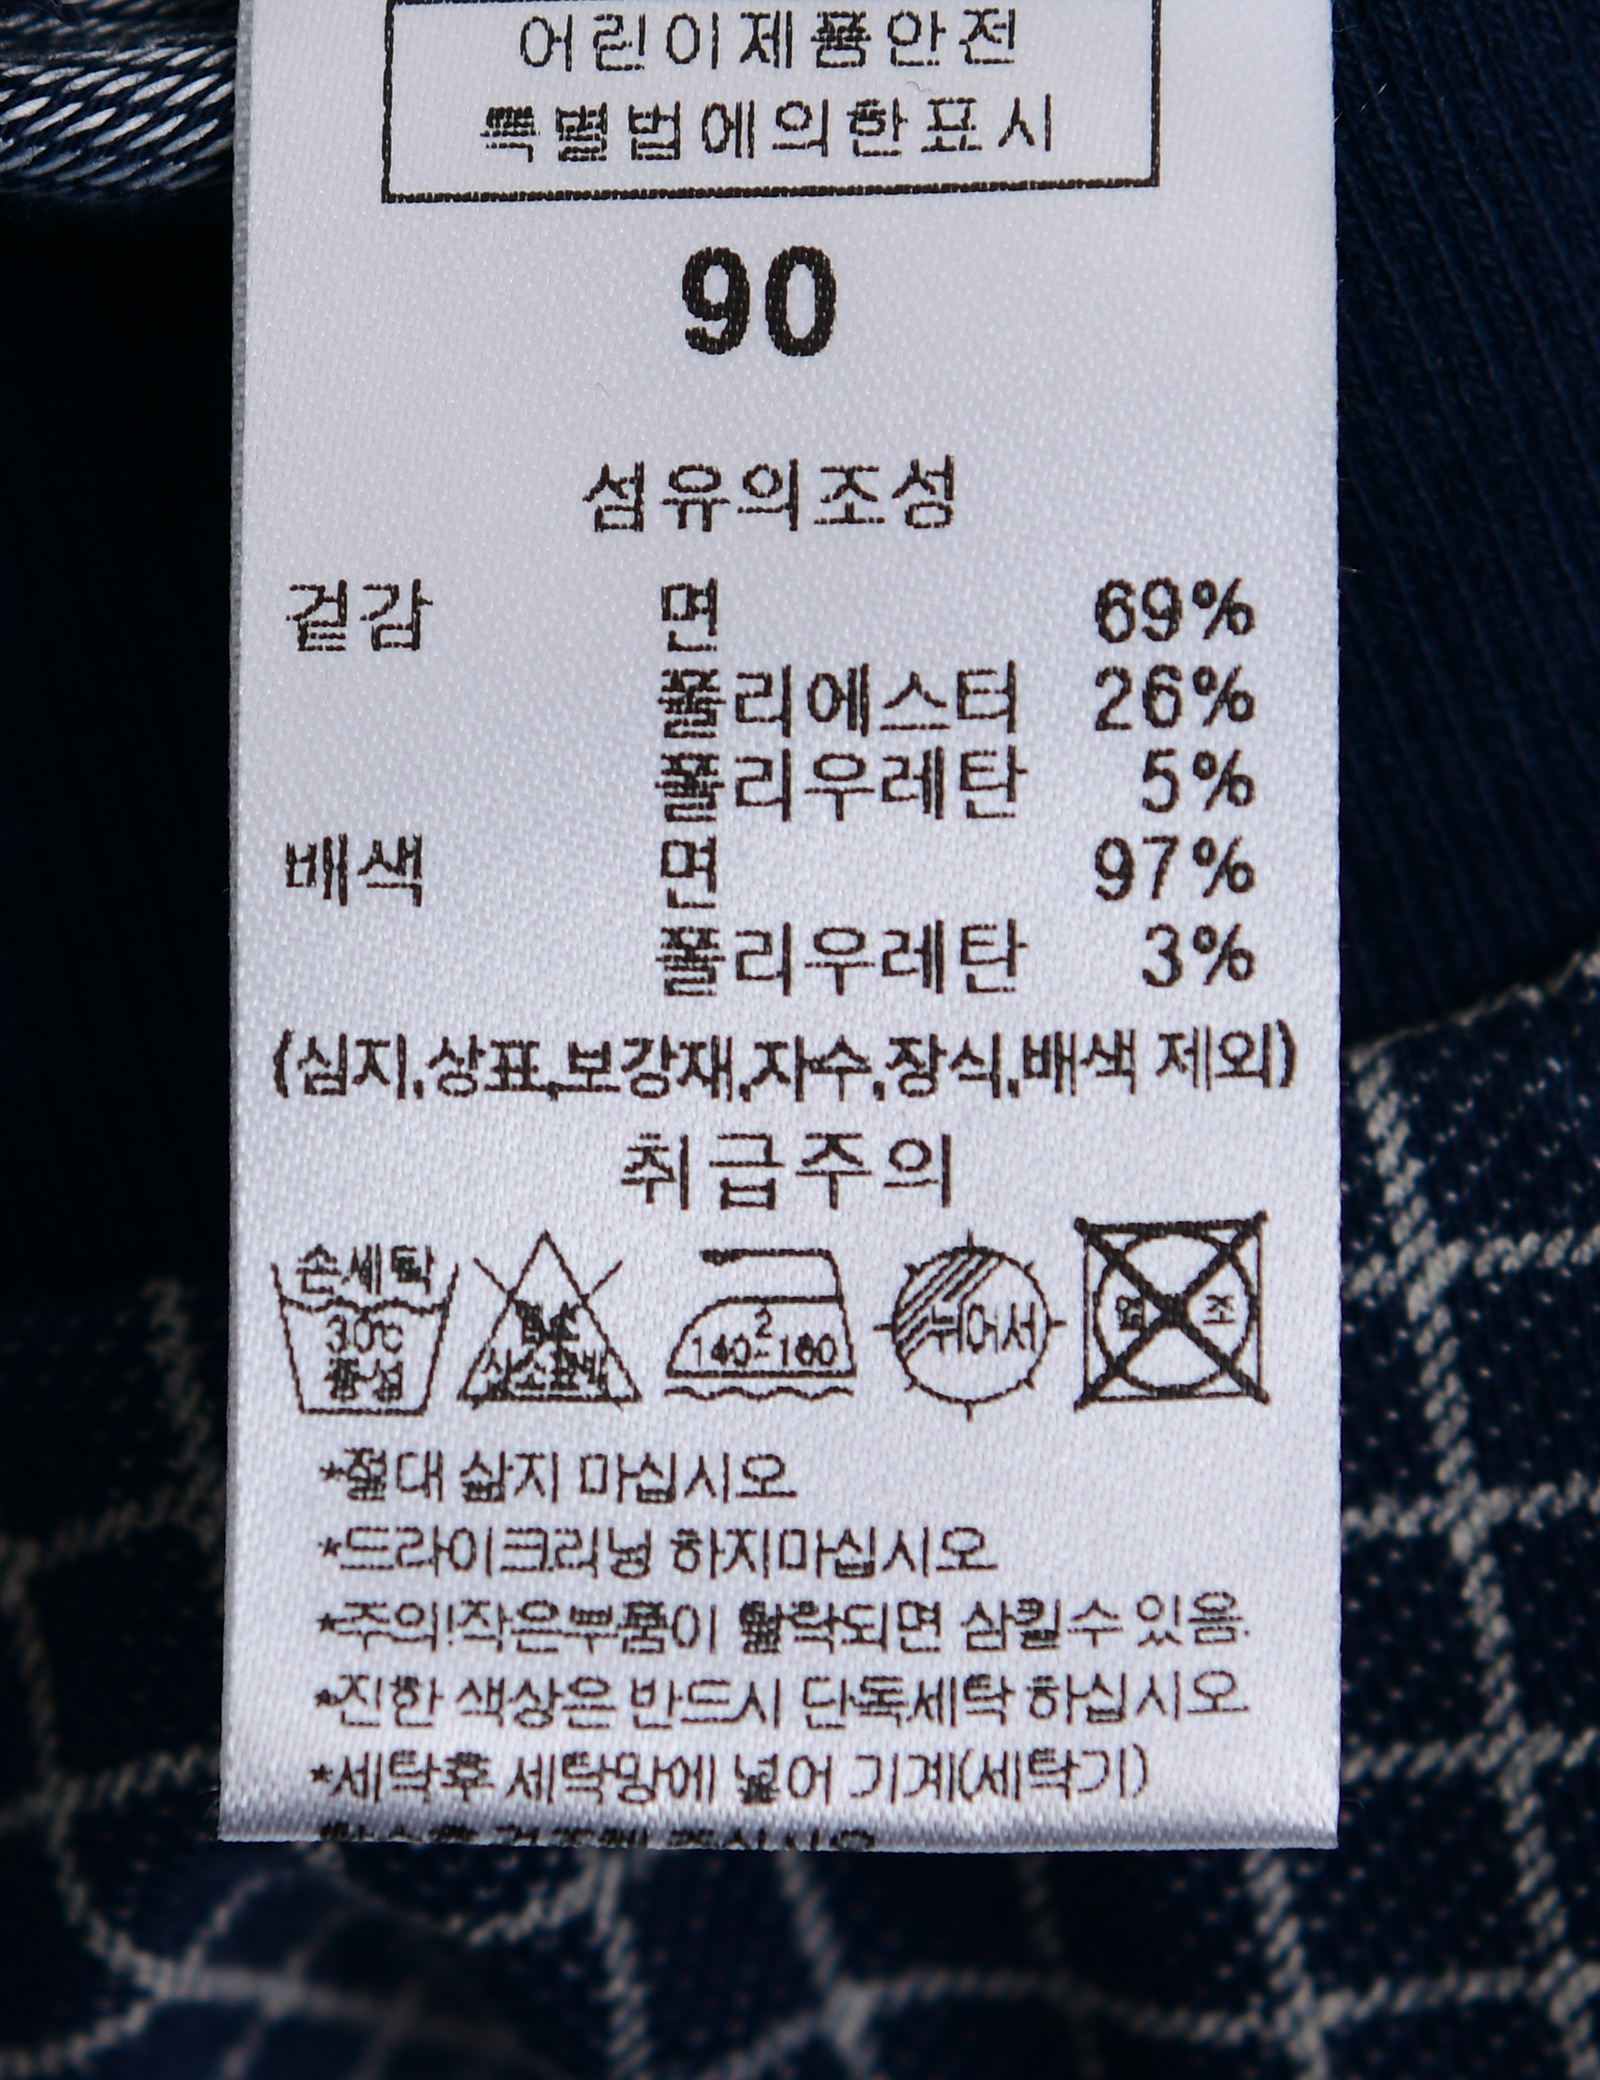 어린이제품안전
특별법에의한표시
90
섬유의조성
겉감 면 69%
폴리에스터 26%
폴리우레탄 5%
배색 면 97%
폴리우레탄 3%
(심지,상표,보강재,자수,장식,배색 제외)
취급주의
손세탁
30℃
중성
염소
산소표백
2
140~160
뉘어서
조
*절대 삶지 마십시오
*드라이크리닝 하지마십시오
*주의!작은부품이 탈락되면 삼킬수 있음.
*진한 색상은 반드시 단독세탁 하십시오
*세탁후 세탁망에 넣어 기계(세탁기)